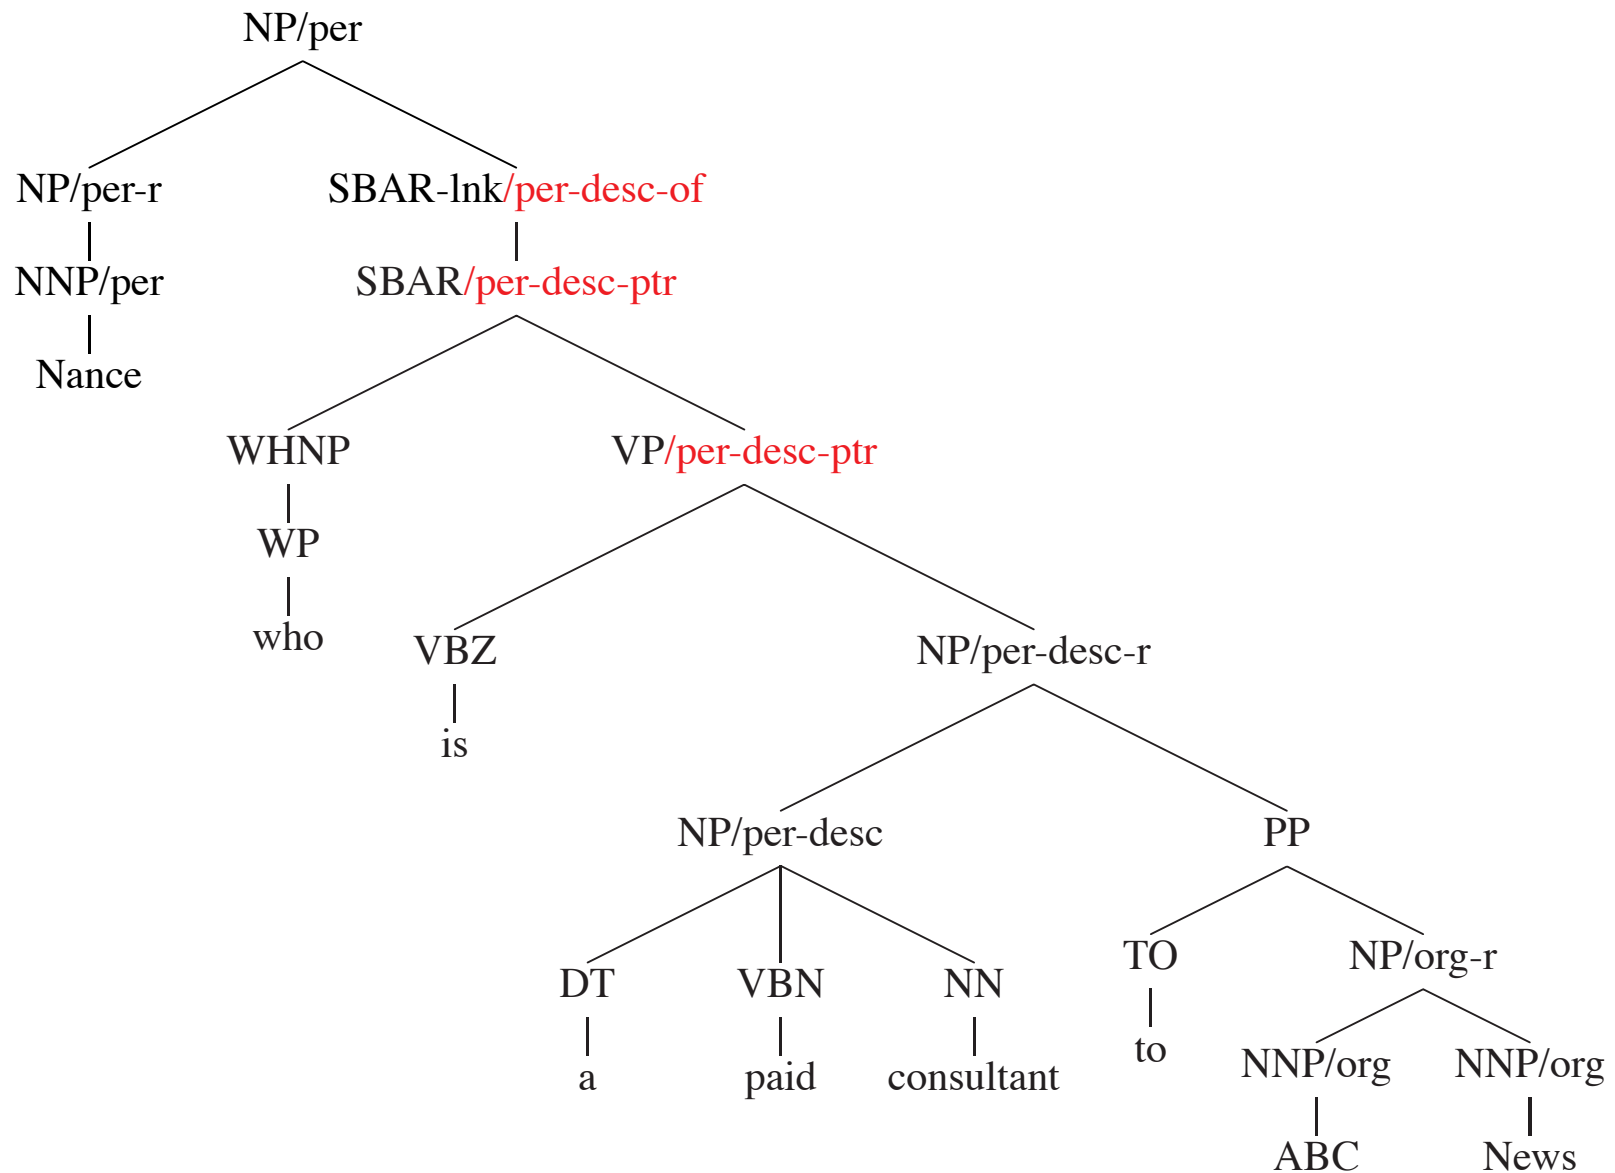 NP/per
NP/per-r SBAR-lnk/per-desc-of
NNP/per SBAR/per-desc-ptr
Nance
WHNP VP/per-desc-ptr
WP
who VBZ NP/per-desc-r
is
NP/per-desc PP
DT VBN NN TO NP/org-r
a paid consultant to NNP/org NNP/org
ABC News